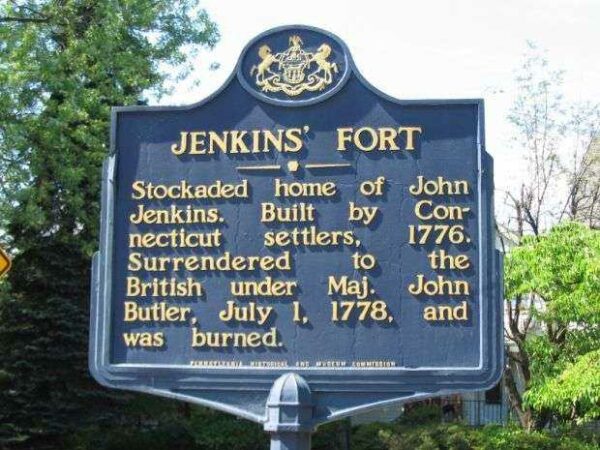 JENKINS' FORT
Stockaded home of John
Jenkins. Built by Con-
necticut settlers, 1776.
Surrendered to the
British under Maj. John
Butler, July 1, 1778, and
was burned.
PENNSYLVANIA HISTORICAL AND MUSEUM COMMISSION